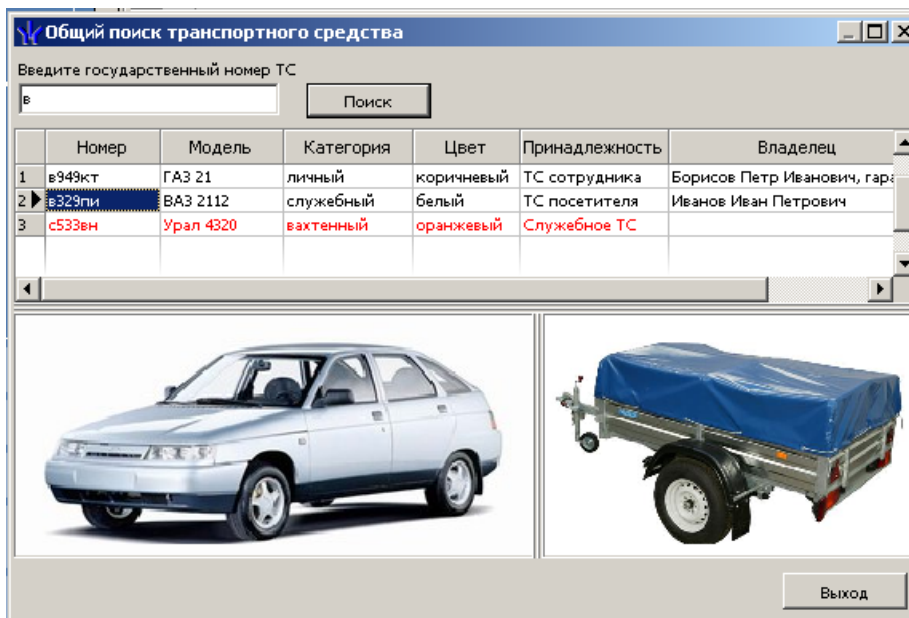 Общий поиск транспортного средства
Введите государственный номер ТС
в
Поиск
Номер Модель Категория Цвет Принадлежность Владелец
1 в949кт ГАЗ 21 личный коричневый ТС сотрудника Борисов Петр Иванович, гара
2 в329пи ВАЗ 2112 служебный белый ТС посетителя Иванов Иван Петрович
3 с533вн Урал 4320 вахтенный оранжевый Служебное ТС
Выход